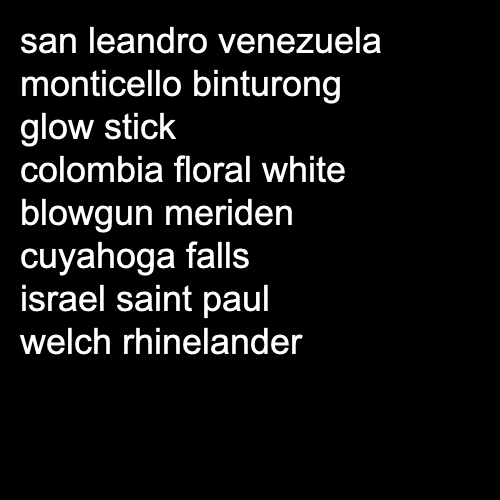 san leandro venezuela
monticello binturong
glow stick
colombia floral white
blowgun meriden
cuyahoga falls
israel saint paul
welch rhinelander